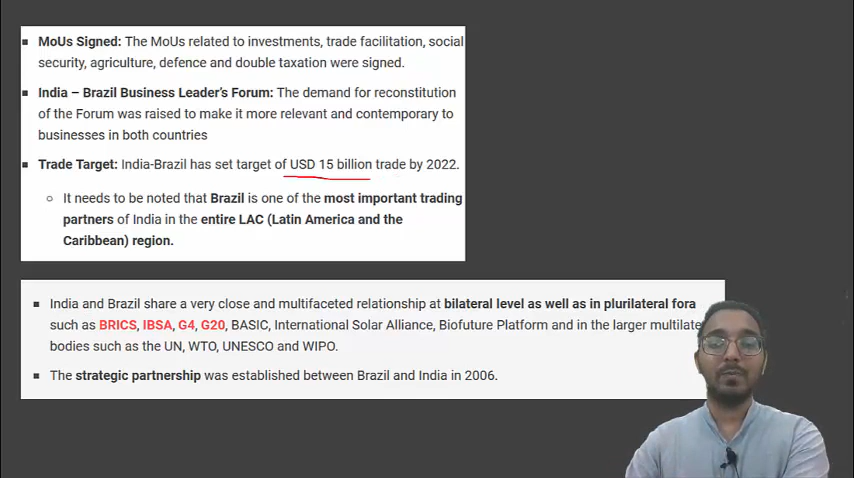 MoUs Signed: The MoUs related to investments, trade facilitation, social
security, agriculture, defence and double taxation were signed.
India – Brazil Business Leader's Forum: The demand for reconstitution
of the Forum was raised to make it more relevant and contemporary to
businesses in both countries
Trade Target: India-Brazil has set target of USD 15 billion trade by 2022.
It needs to be noted that Brazil is one of the most important trading
partners of India in the entire LAC (Latin America and the
Caribbean) region.
India and Brazil share a very close and multifaceted relationship at bilateral level as well as in plurilateral fora
such as BRICS, IBSA, G4, G20, BASIC, International Solar Alliance, Biofuture Platform and in the larger
bodies such as the UN, WTO, UNESCO and WIPO.
The strategic partnership was established between Brazil and India in 2006.